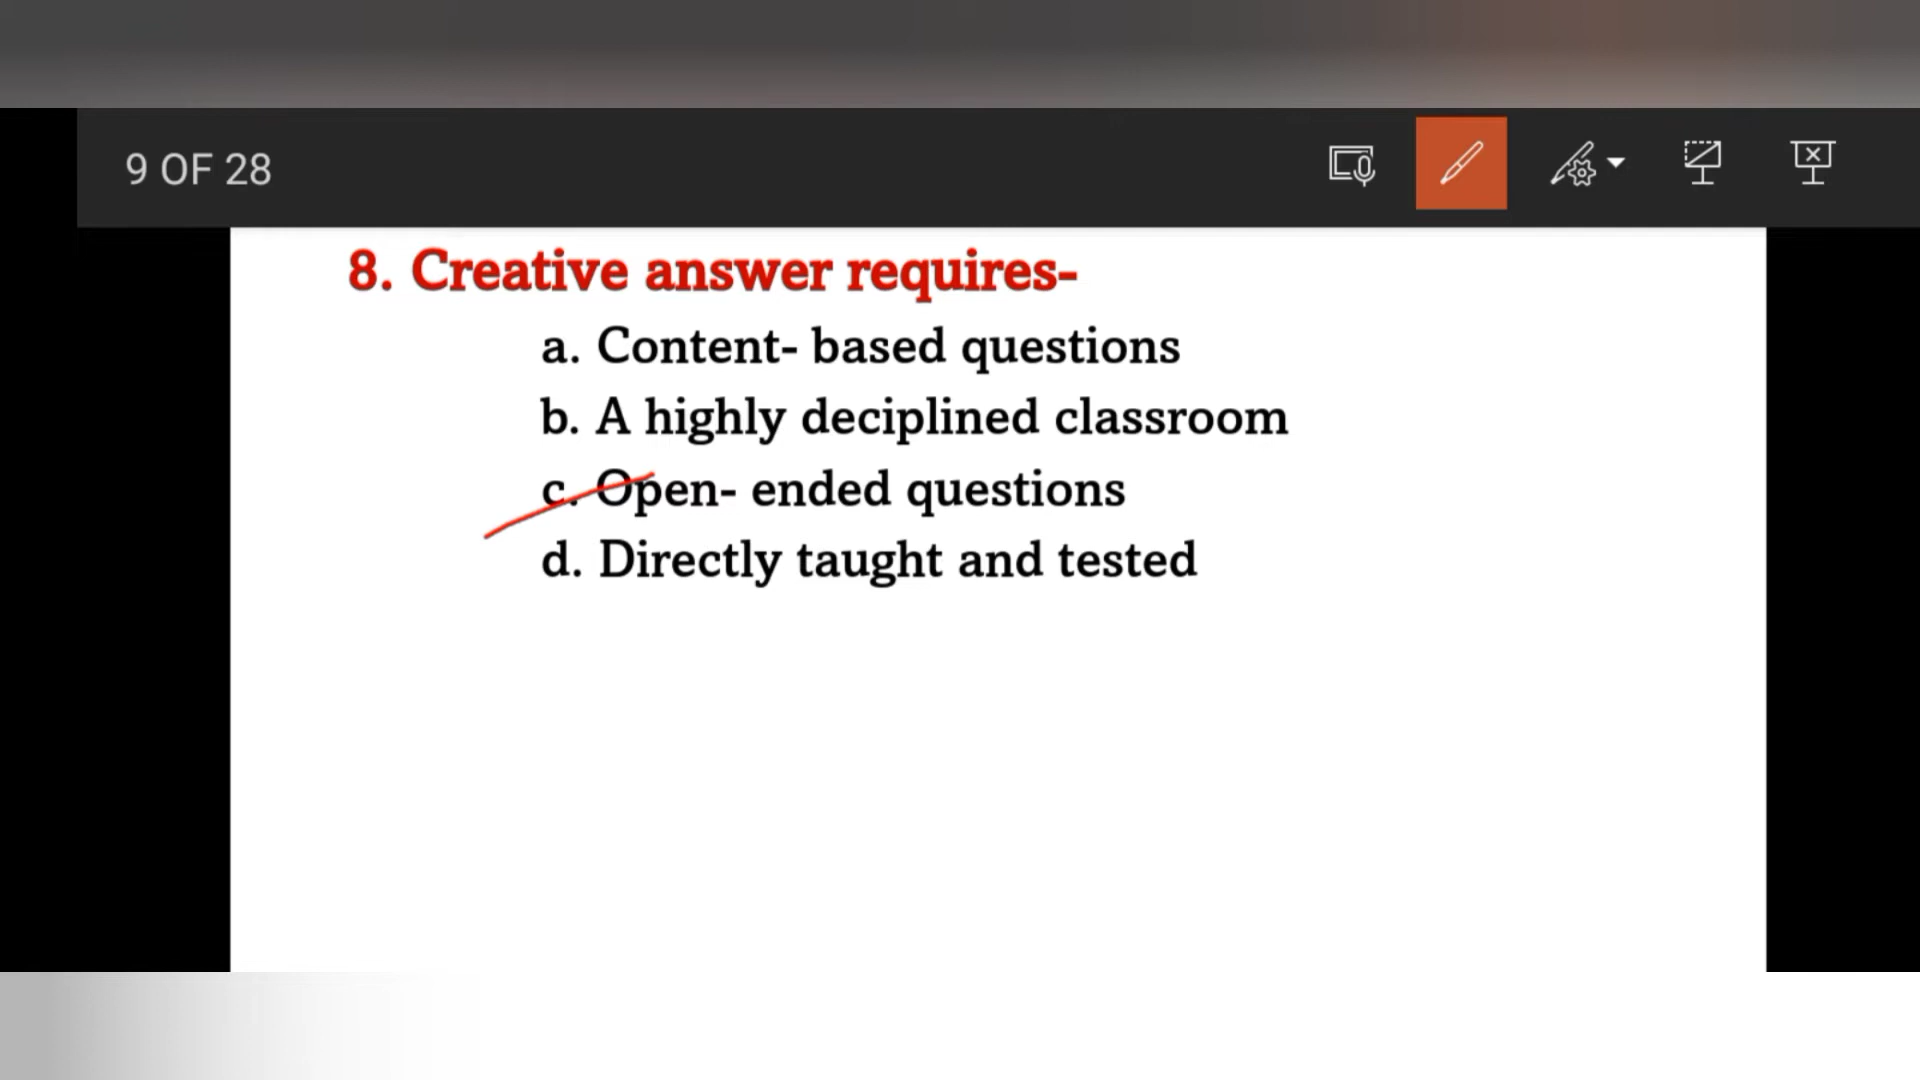 9 OF 28
8. Creative answer requires-
a. Content- based questions
b. A highly deciplined classroom
c. Open- ended questions
d. Directly taught and tested